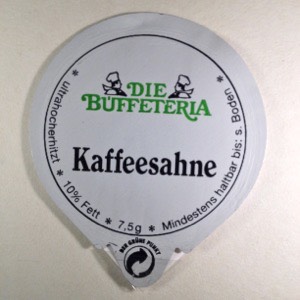 DIE
BUFFETERIA
Kaffeesahne
* ultrahocherhitzt * 10% Fett * 7,5g * Mindestens haltbar bis: s. Boden *
DER GRÜNE PUNKT